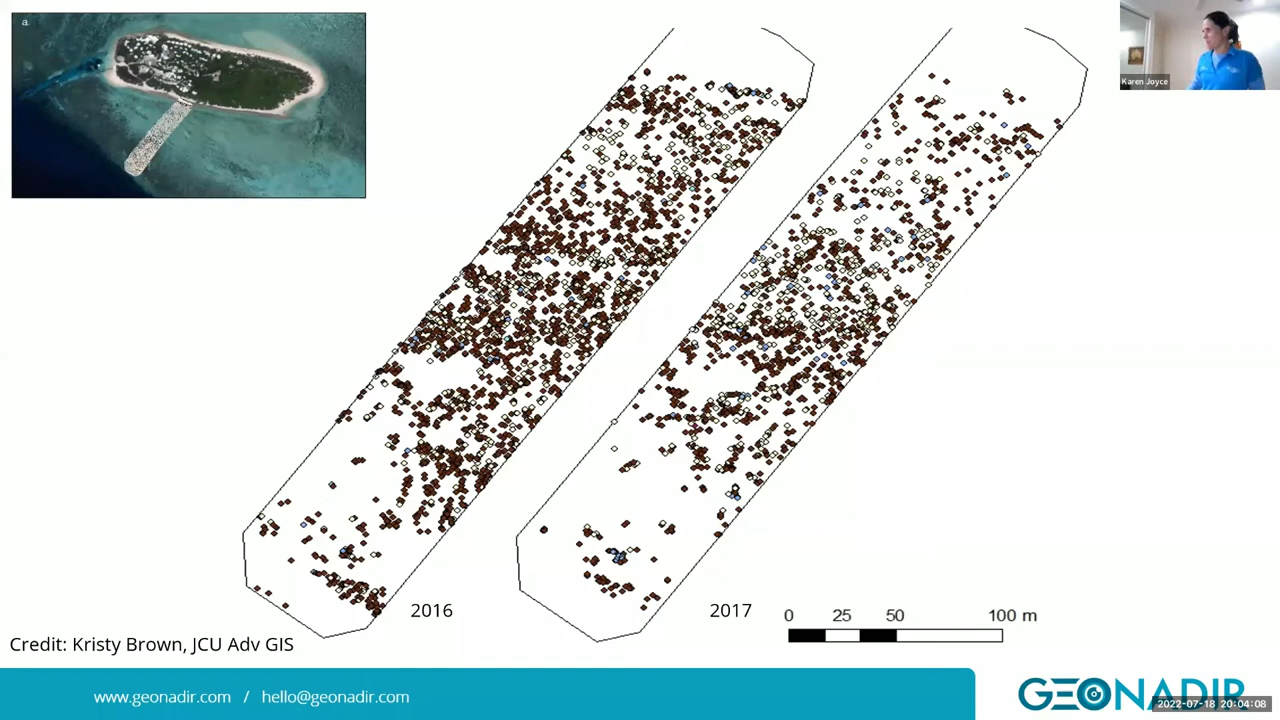 a.
Karen Joyce
2016
2017
0 25 50 100 m
Credit: Kristy Brown, JCU Adv GIS
www.geonadir.com / hello@geonadir.com
GEONADIR
2022-07-18 20:04:08